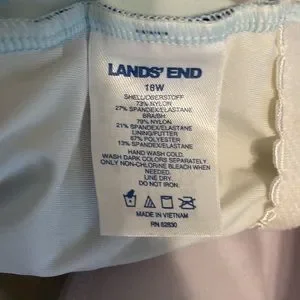 LANDS' END
18W
SHELL/OBERSTOFF
73% NYLON
27% SPANDEX/ELASTANE
BRA/BH
79% NYLON
21% SPANDEX/ELASTANE
LINING/FUTTER
87% POLYESTER
13% SPANDEX/ELASTANE
HAND WASH COLD.
WASH DARK COLORS SEPARATELY
ONLY NON-CHLORINE BLEACH WHEN
NEEDED.
LINE DRY.
DO NOT IRON.
MADE IN VIETNAM
RN 62830